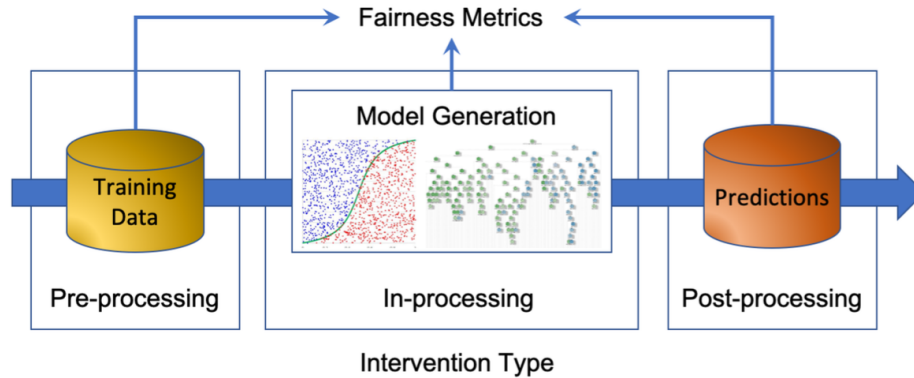 Fairness Metrics
Model Generation
Training
Data
Predictions
Pre-processing
In-processing
Post-processing
Intervention Type